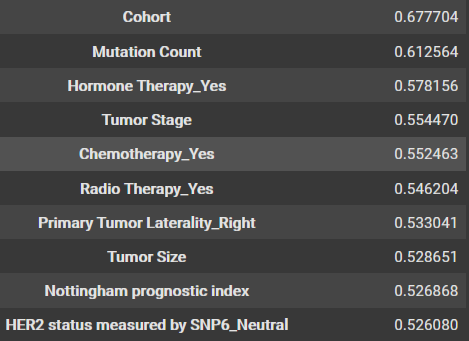 Cohort 0.677704
Mutation Count 0.612564
Hormone Therapy_Yes 0.578156
Tumor Stage 0.554470
Chemotherapy_Yes 0.552463
Radio Therapy_Yes 0.546204
Primary Tumor Laterality_Right 0.533041
Tumor Size 0.528651
Nottingham prognostic index 0.526868
HER2 status measured by SNP6_Neutral 0.526080